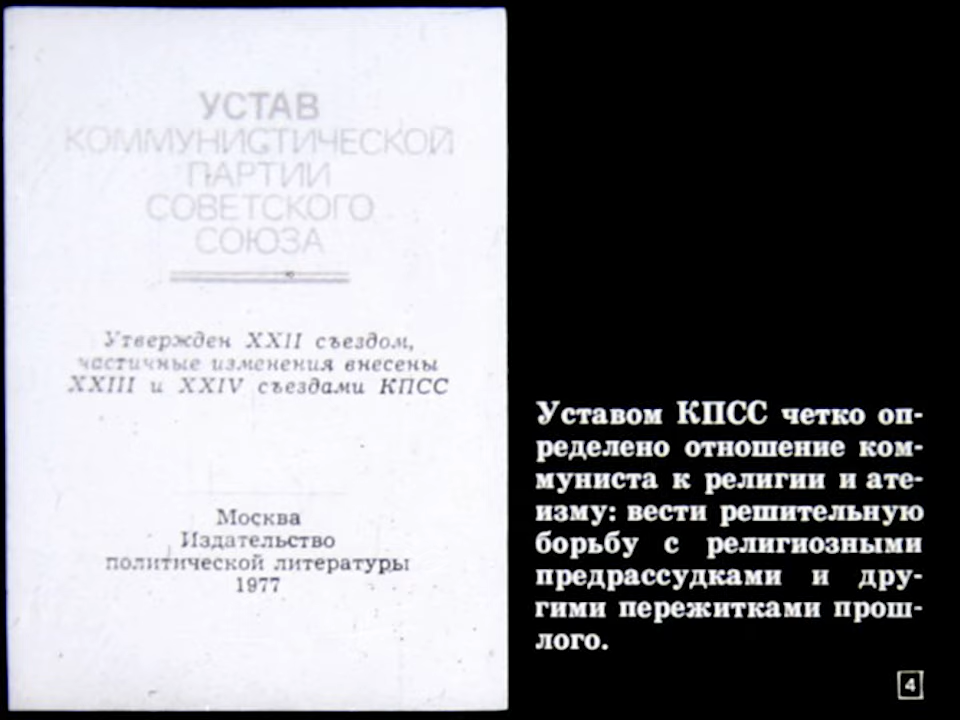 УСТАВ
КОММУНИСТИЧЕСКОЙ
ПАРТИИ
СОВЕТСКОГО
СОЮЗА
Утвержден XXII съездом,
частичные изменения внесены
XXIII и XXIV съездами КПСС
Москва
Издательство
политической литературы
1977
Уставом КПСС четко оп-
ределено отношение ком-
муниста к религии и ате-
изму: вести решительную
борьбу с религиозными
предрассудками и дру-
гими пережитками прош-
лого.
4